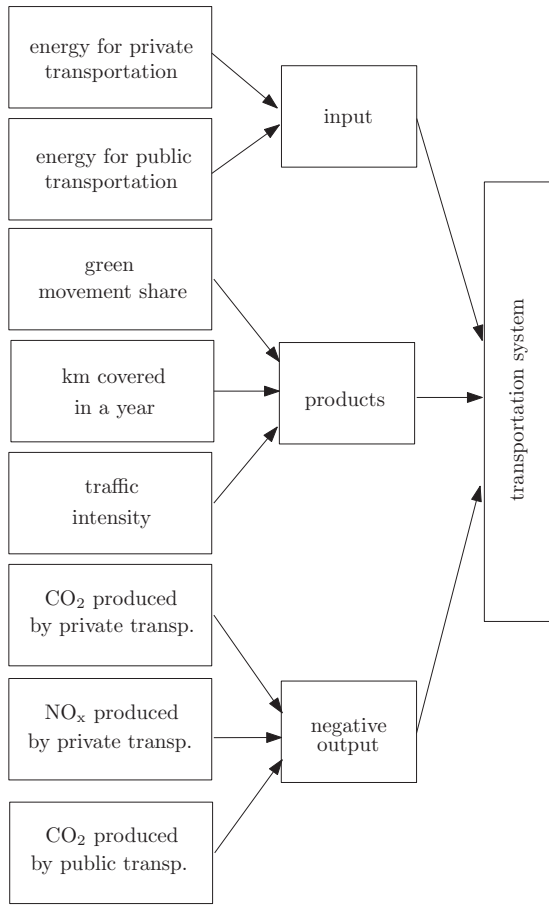 energy for private
transportation
energy for public
transportation
input
green
movement share
km covered
in a year
traffic
intensity
products
CO₂ produced
by private transp.
NOₓ produced
by private transp.
CO₂ produced
by public transp.
negative
output
transportation system